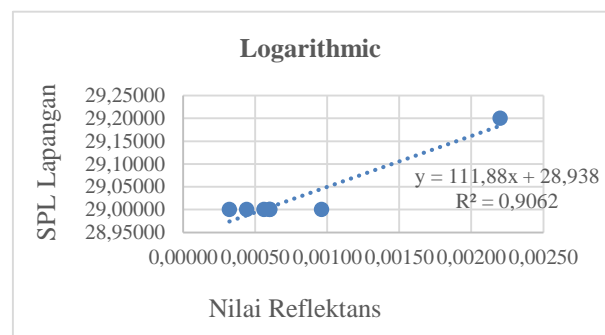 Logarithmic
SPL Lapangan
29,25000
29,20000
29,15000
29,10000
29,05000
29,00000
28,95000
y = 111,88x + 28,938
R² = 0,9062
0,00000 0,00050 0,00100 0,00150 0,00200 0,00250
Nilai Reflektans